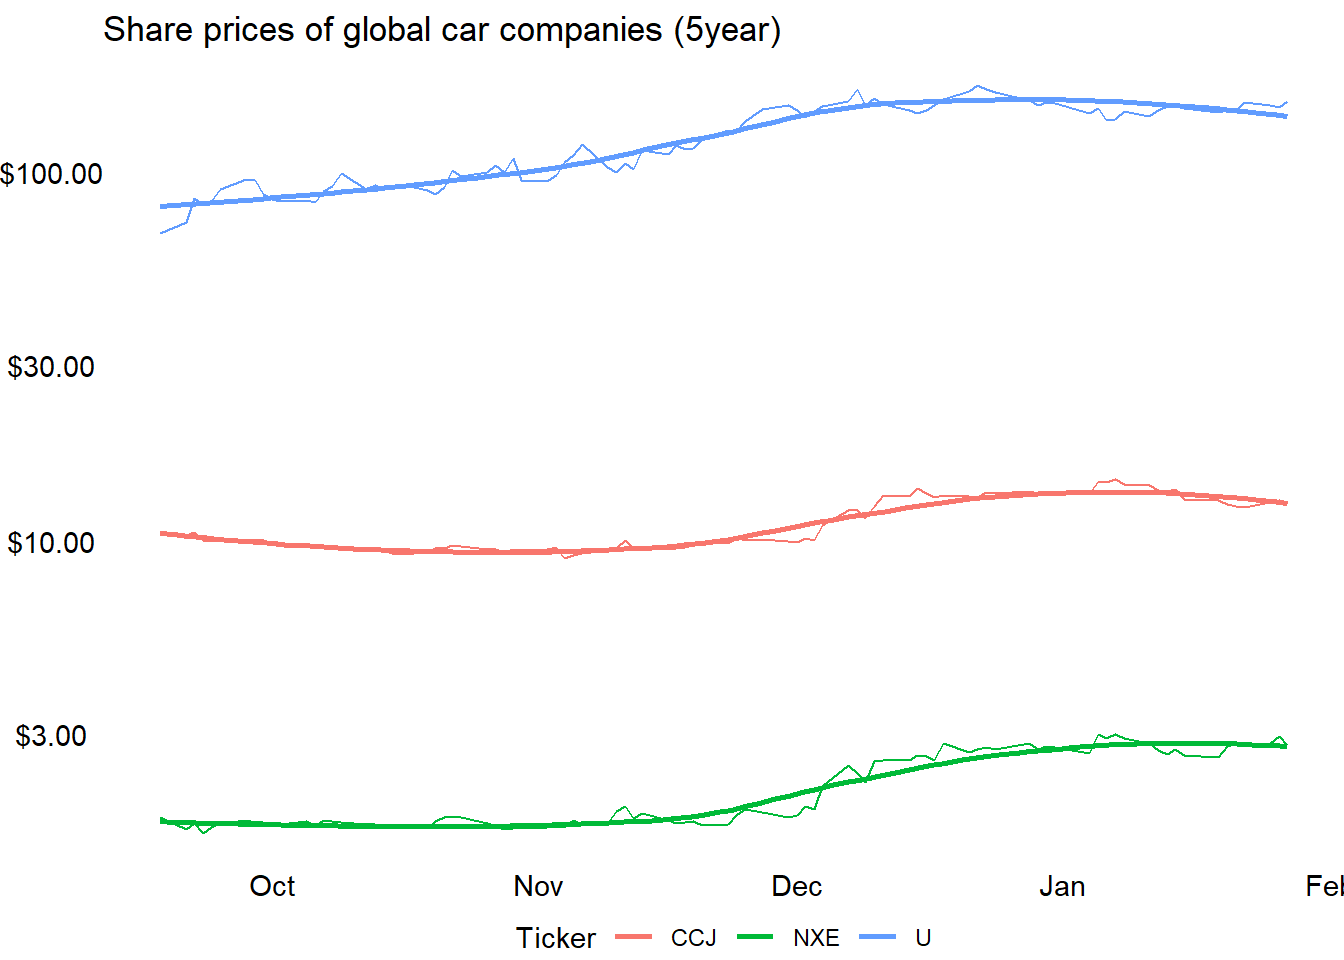 Share prices of global car companies (5year)
$100.00
$30.00
$10.00
$3.00
Oct Nov Dec Jan Feb
Ticker CCJ NXE U